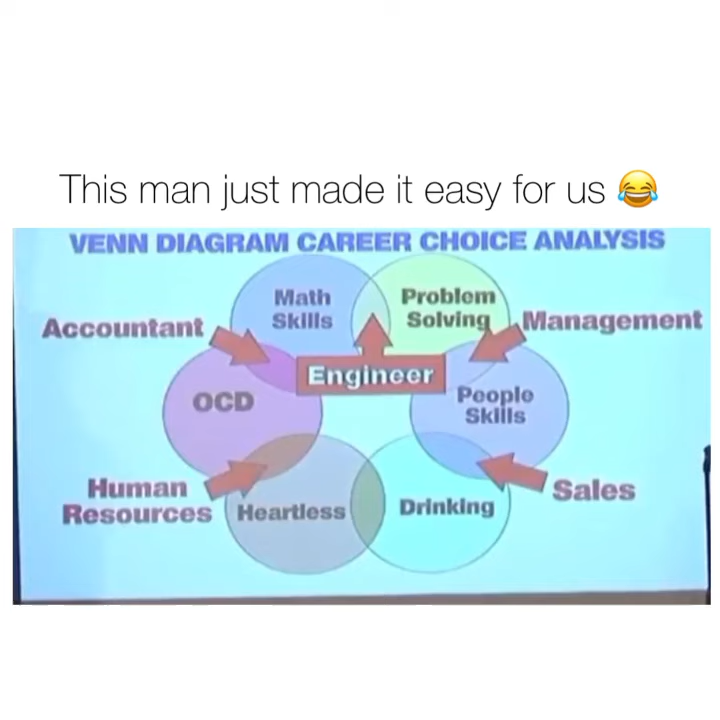 This man just made it easy for us 😂
VENN DIAGRAM CAREER CHOICE ANALYSIS
Math
Skills
Problem
Solving
Accountant
Management
Engineer
OCD
People
Skills
Human
Resources
Heartless
Drinking
Sales